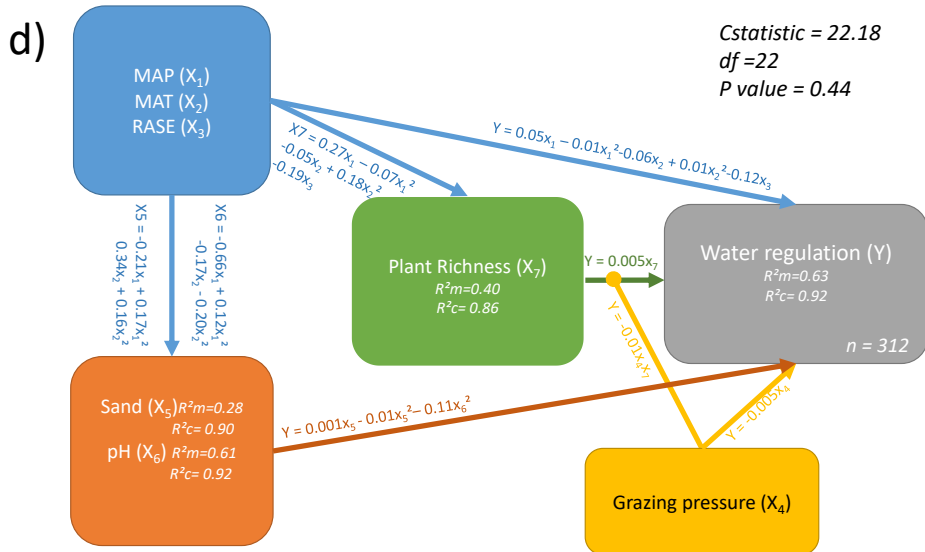 d)
Cstatistic = 22.18
df =22
P value = 0.44
MAP (X₁)
MAT (X₂)
RASE (X₃)
X7 = 0.27x₁ – 0.07x₁²
-0.05x₂ + 0.18x₂²
-0.19x₃
Y = 0.05x₁ – 0.01x₁²-0.06x₂ + 0.01x₂²-0.12x₃
X5 = -0.21x₁ + 0.17x₁²
0.34x₂ + 0.16x₂²
X6 = -0.66x₁ + 0.12x₁²
-0.17x₂ - 0.20x₂²
Plant Richness (X₇)
R²m=0.40
R²c= 0.86
Y = 0.005x₇
Water regulation (Y)
R²m=0.63
R²c= 0.92
n = 312
Y = -0.01x₄x₇
Y = -0.005x₄
Sand (X₅) R²m=0.28
R²c= 0.90
pH (X₆) R²m=0.61
R²c= 0.92
Y = 0.001x₅ - 0.01x₅²– 0.11x₆²
Grazing pressure (X₄)